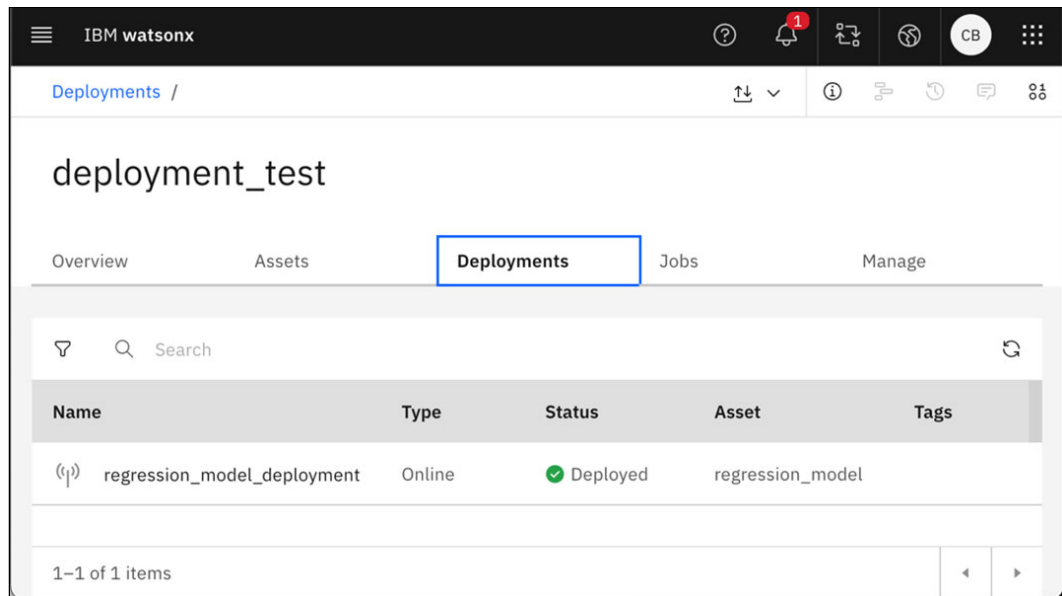 IBM watsonx
1
CB
Deployments /
deployment_test
Overview Assets Deployments Jobs Manage
Search
Name Type Status Asset Tags
regression_model_deployment Online Deployed regression_model
1–1 of 1 items